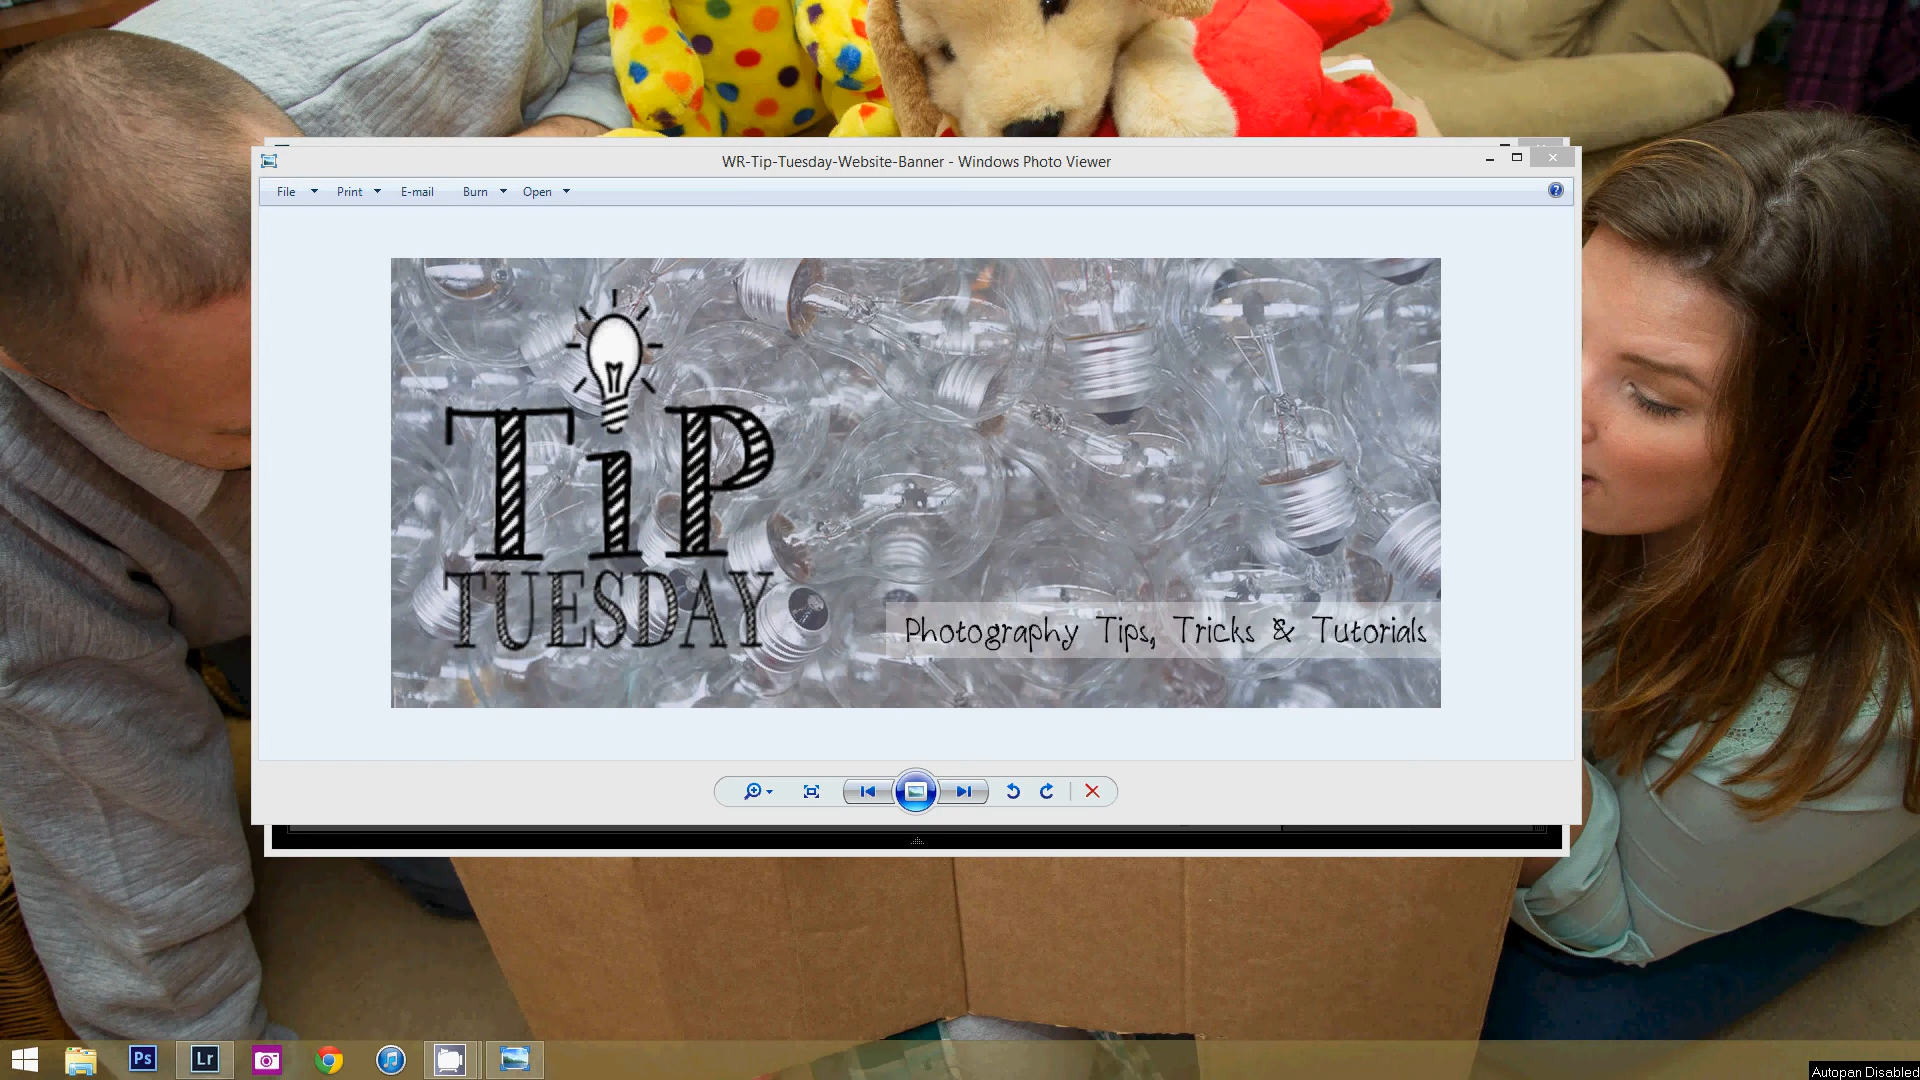 WR-Tip-Tuesday-Website-Banner - Windows Photo Viewer
File Print E-mail Burn Open
TiP
TUESDAY
Photography Tips, Tricks & Tutorials
Ps Lr
Autopan Disabled